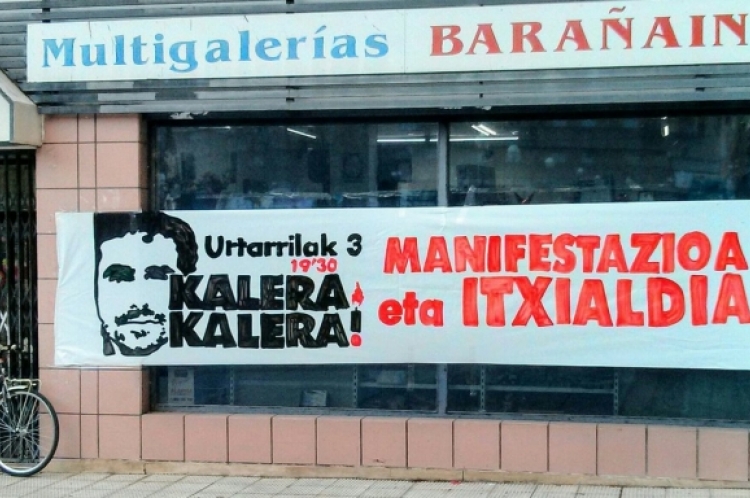 Multigalerías BARAÑAIN
Urtarrilak 3
19'30
KALERA
KALERA!
MANIFESTAZIOA
eta ITXIALDIA